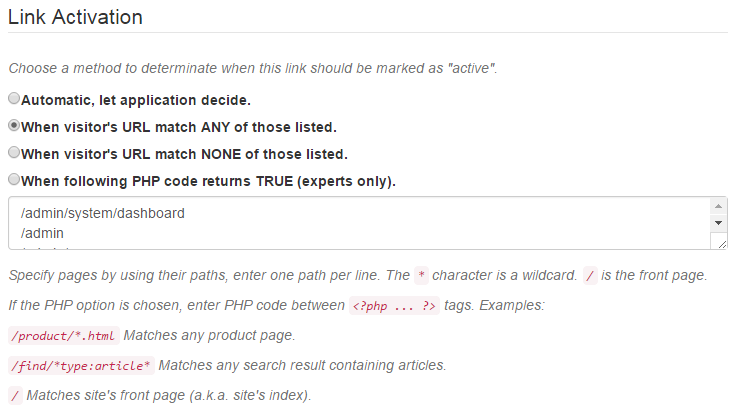 Link Activation
Choose a method to determinate when this link should be marked as "active".
Automatic, let application decide.
When visitor's URL match ANY of those listed.
When visitor's URL match NONE of those listed.
When following PHP code returns TRUE (experts only).
/admin/system/dashboard
/admin
Specify pages by using their paths, enter one path per line. The * character is a wildcard. / is the front page.
If the PHP option is chosen, enter PHP code between <?php ... ?> tags. Examples:
/product/*.html Matches any product page.
/find/*type:article* Matches any search result containing articles.
/ Matches site's front page (a.k.a. site's index).